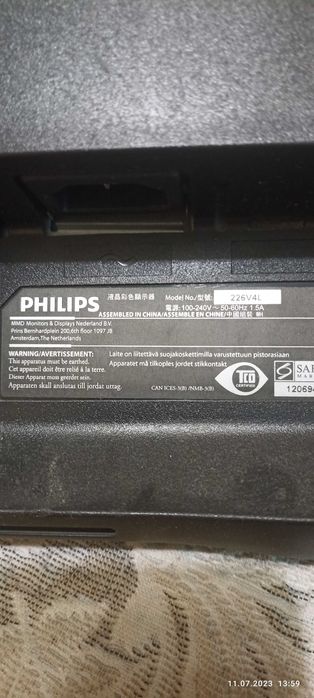 PHILIPS
液晶彩色顯示器
Model No./型號: 226V4L
電源: 100-240V ~ 50-60Hz 1.5A
ASSEMBLED IN CHINA/ASSEMBLE EN CHINE/中國組裝 WH
MMD Monitors & Displays Nederland B.V.
Prins Bernhardplein 200,6th floor 1097 JB
Amsterdam,The Netherlands
WARNING/AVERTISSEMENT:
This apparatus must be earthed.
Cet appareil doit être relié à la terre.
Dieser Apparat muss geerdet sein.
Apparaten skall anslutas till jordat uttag.
Laite on liitettävä suojakoskettimilla varustettuun pistorasiaan
Apparatet må tilkoples jordet stikkontakt
CAN ICES-3(B) /NMB-3(B)
TCO
CERTIFIED
11.07.2023 13:59